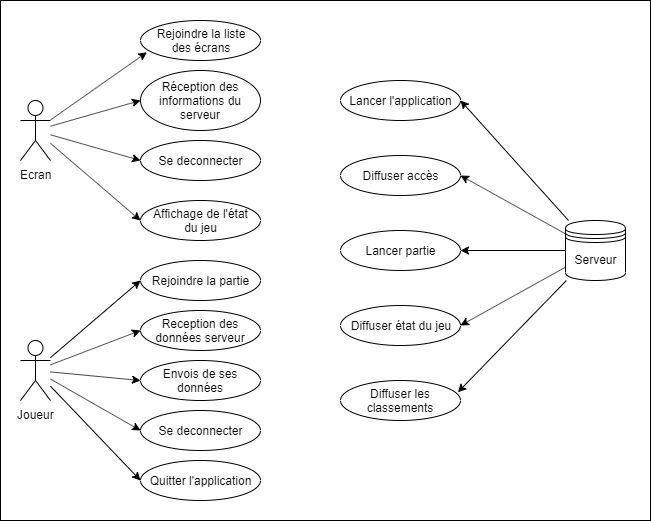 Rejoindre la liste
des écrans
Réception des
informations du
serveur
Se deconnecter
Affichage de l'état
du jeu
Ecran
Rejoindre la partie
Reception des
données serveur
Envois de ses
données
Se deconnecter
Quitter l'application
Joueur
Lancer l'application
Diffuser accès
Lancer partie
Diffuser état du jeu
Diffuser les
classements
Serveur